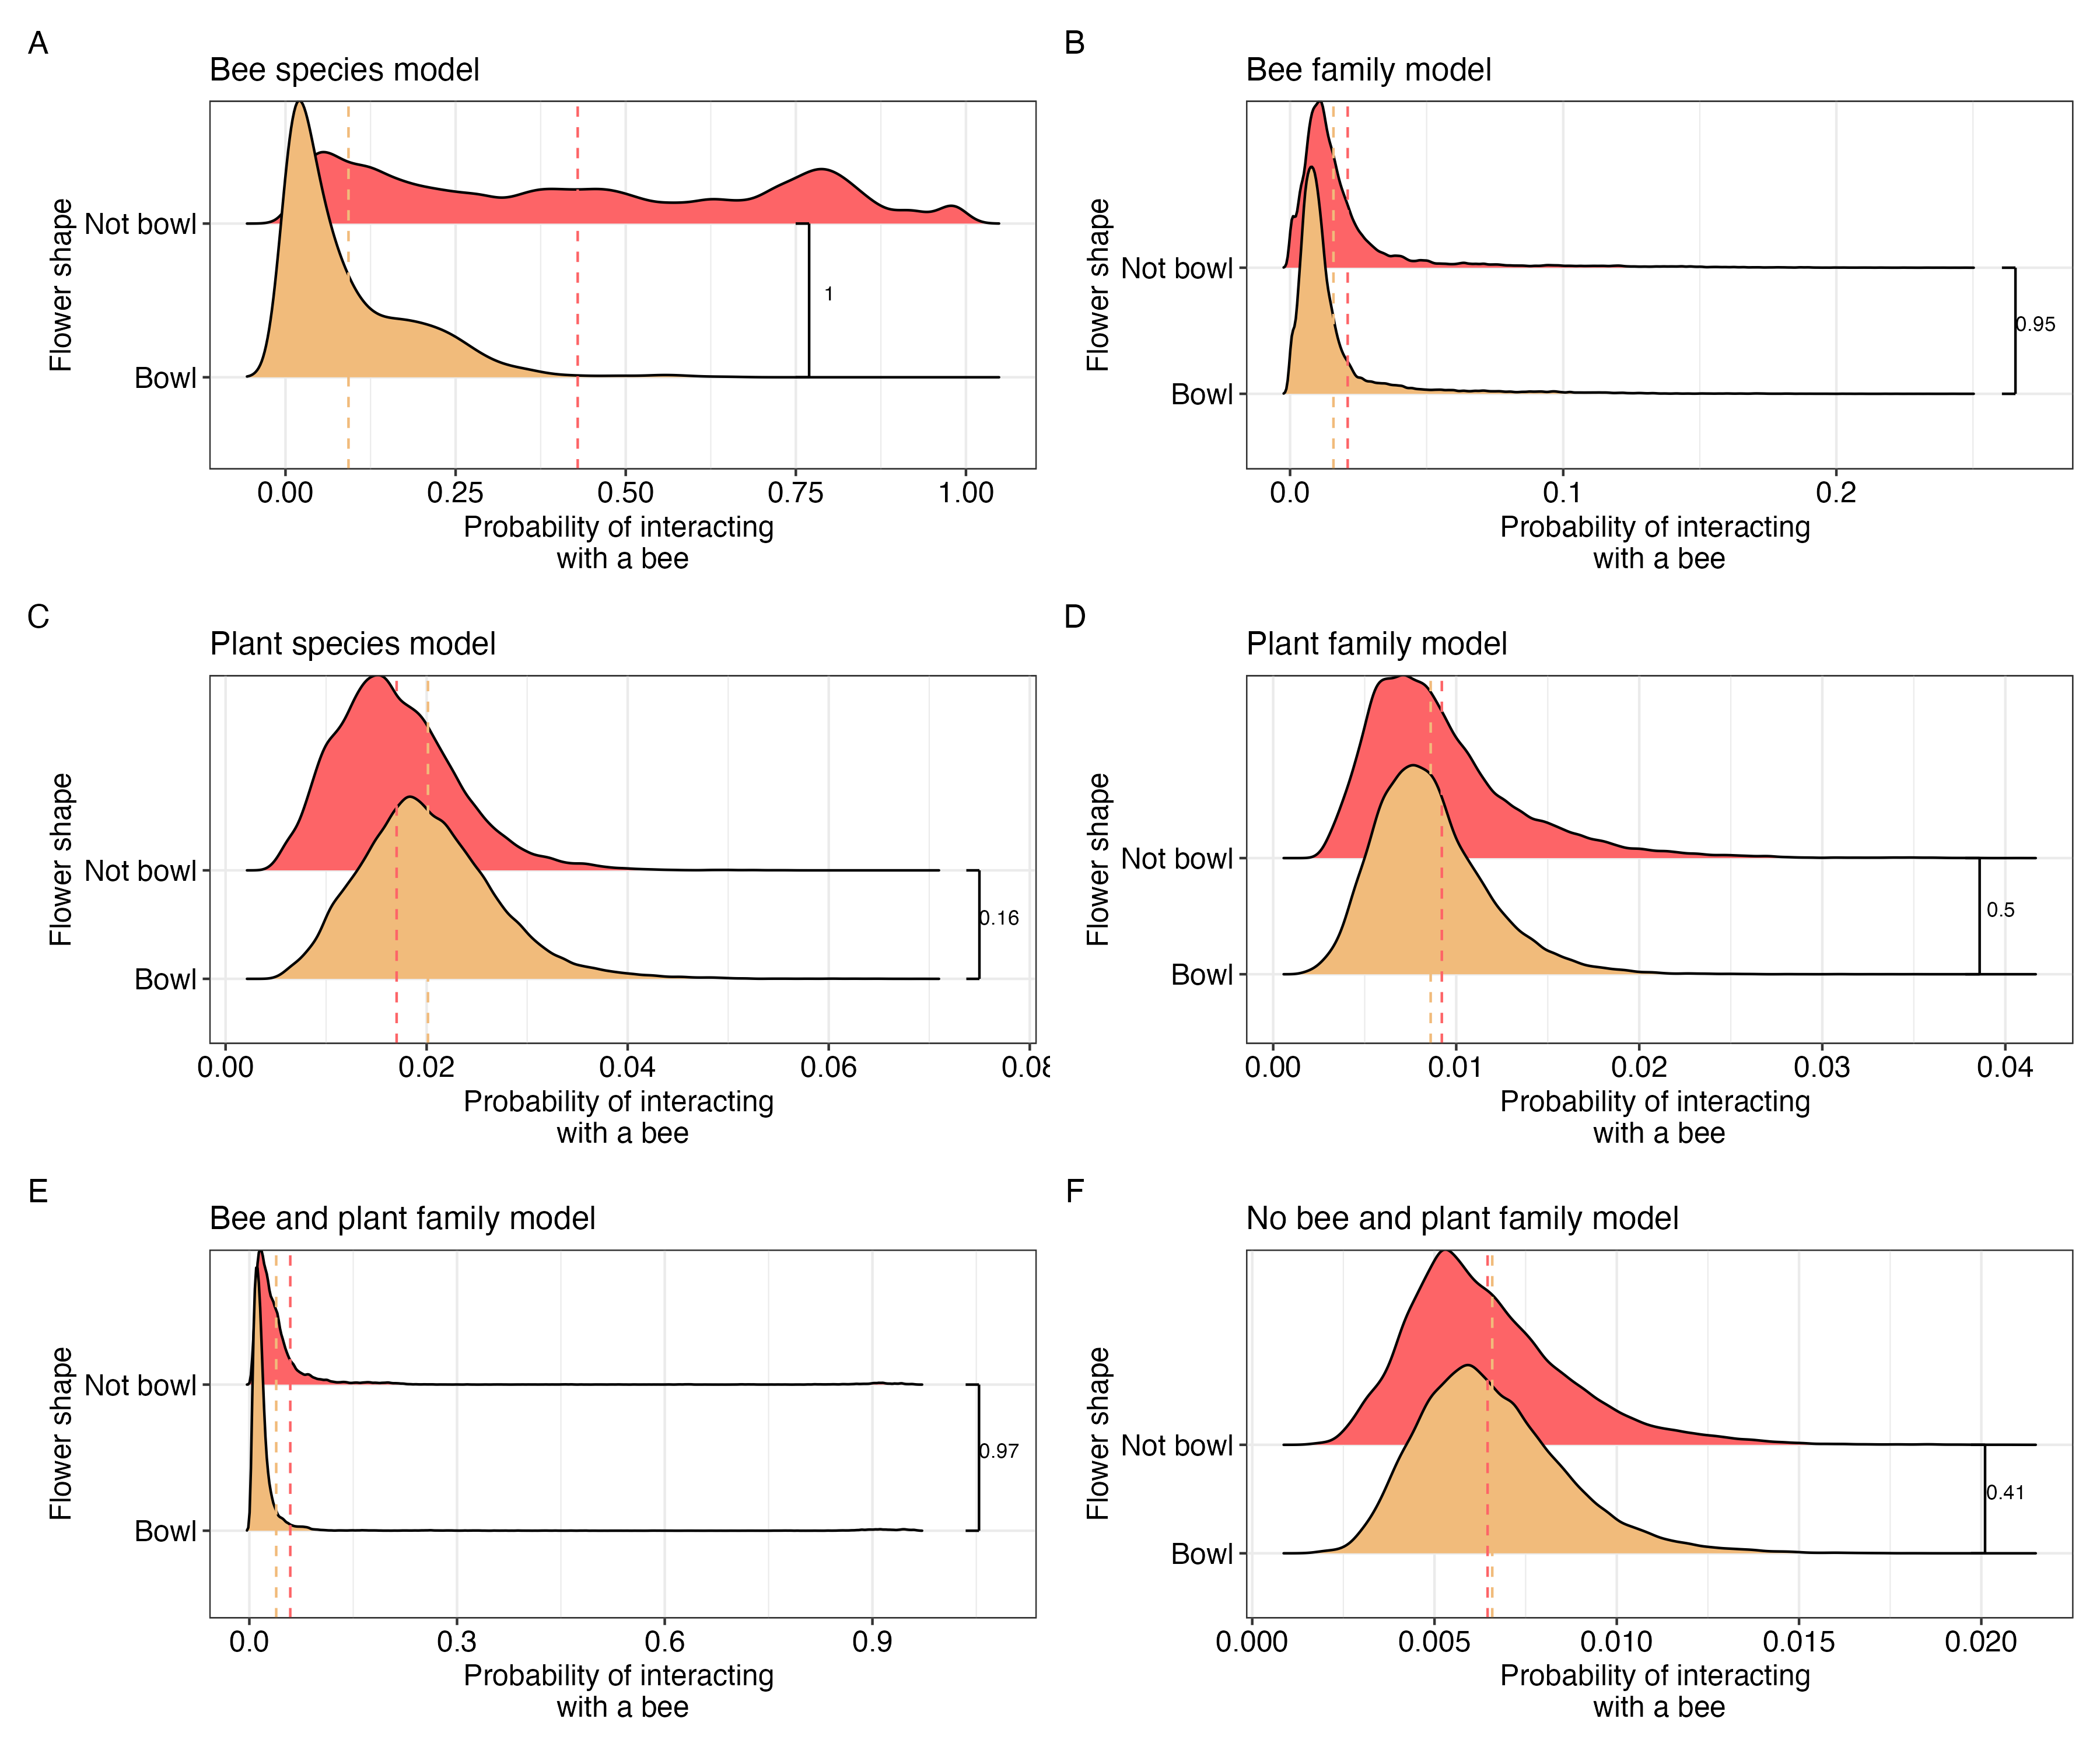 A
Bee species model
Flower shape
Not bowl
Bowl
1
0.00 0.25 0.50 0.75 1.00
Probability of interacting
with a bee
B
Bee family model
Flower shape
Not bowl
Bowl
0.95
0.0 0.1 0.2
Probability of interacting
with a bee
C
Plant species model
Flower shape
Not bowl
Bowl
0.16
0.00 0.02 0.04 0.06
Probability of interacting
with a bee
D
Plant family model
Flower shape
Not bowl
Bowl
0.5
0.00 0.01 0.02 0.03 0.04
Probability of interacting
with a bee
E
Bee and plant family model
Flower shape
Not bowl
Bowl
0.97
0.0 0.3 0.6 0.9
Probability of interacting
with a bee
F
No bee and plant family model
Flower shape
Not bowl
Bowl
0.41
0.000 0.005 0.010 0.015 0.020
Probability of interacting
with a bee